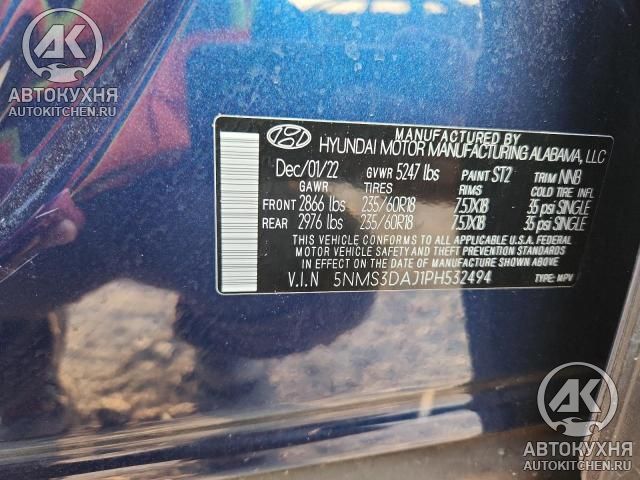 АК
АВТОКУХНЯ
AUTOKITCHEN.RU
MANUFACTURED BY
HYUNDAI MOTOR MANUFACTURING ALABAMA, LLC
Dec/01/22 GVWR 5247 lbs PAINT ST2 TRIM NNB
GAWR TIRES RIMS COLD TIRE INFL
FRONT 2866 lbs 235/60R18 7.5JX18 35 psi SINGLE
REAR 2976 lbs 235/60R18 7.5JX18 35 psi SINGLE
THIS VEHICLE CONFORMS TO ALL APPLICABLE U.S.A. FEDERAL
MOTOR VEHICLE SAFETY AND THEFT PREVENTION STANDARDS
IN EFFECT ON THE DATE OF MANUFACTURE SHOWN ABOVE.
V.I.N 5NMS3DAJ1PH532494 TYPE: MPV
АК
АВТОКУХНЯ
AUTOKITCHEN.RU